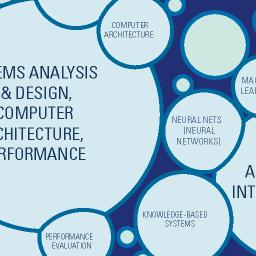 COMPUTER
ARCHITECTURE
EMS ANALYSIS
& DESIGN,
COMPUTER
CHITECTURE,
RFORMANCE
MA
LEA
NEURAL NETS
(NEURAL
NETWORKS)
A
INT
KNOWLEDGE-BASED
SYSTEMS
PERFORMANCE
EVALUATION